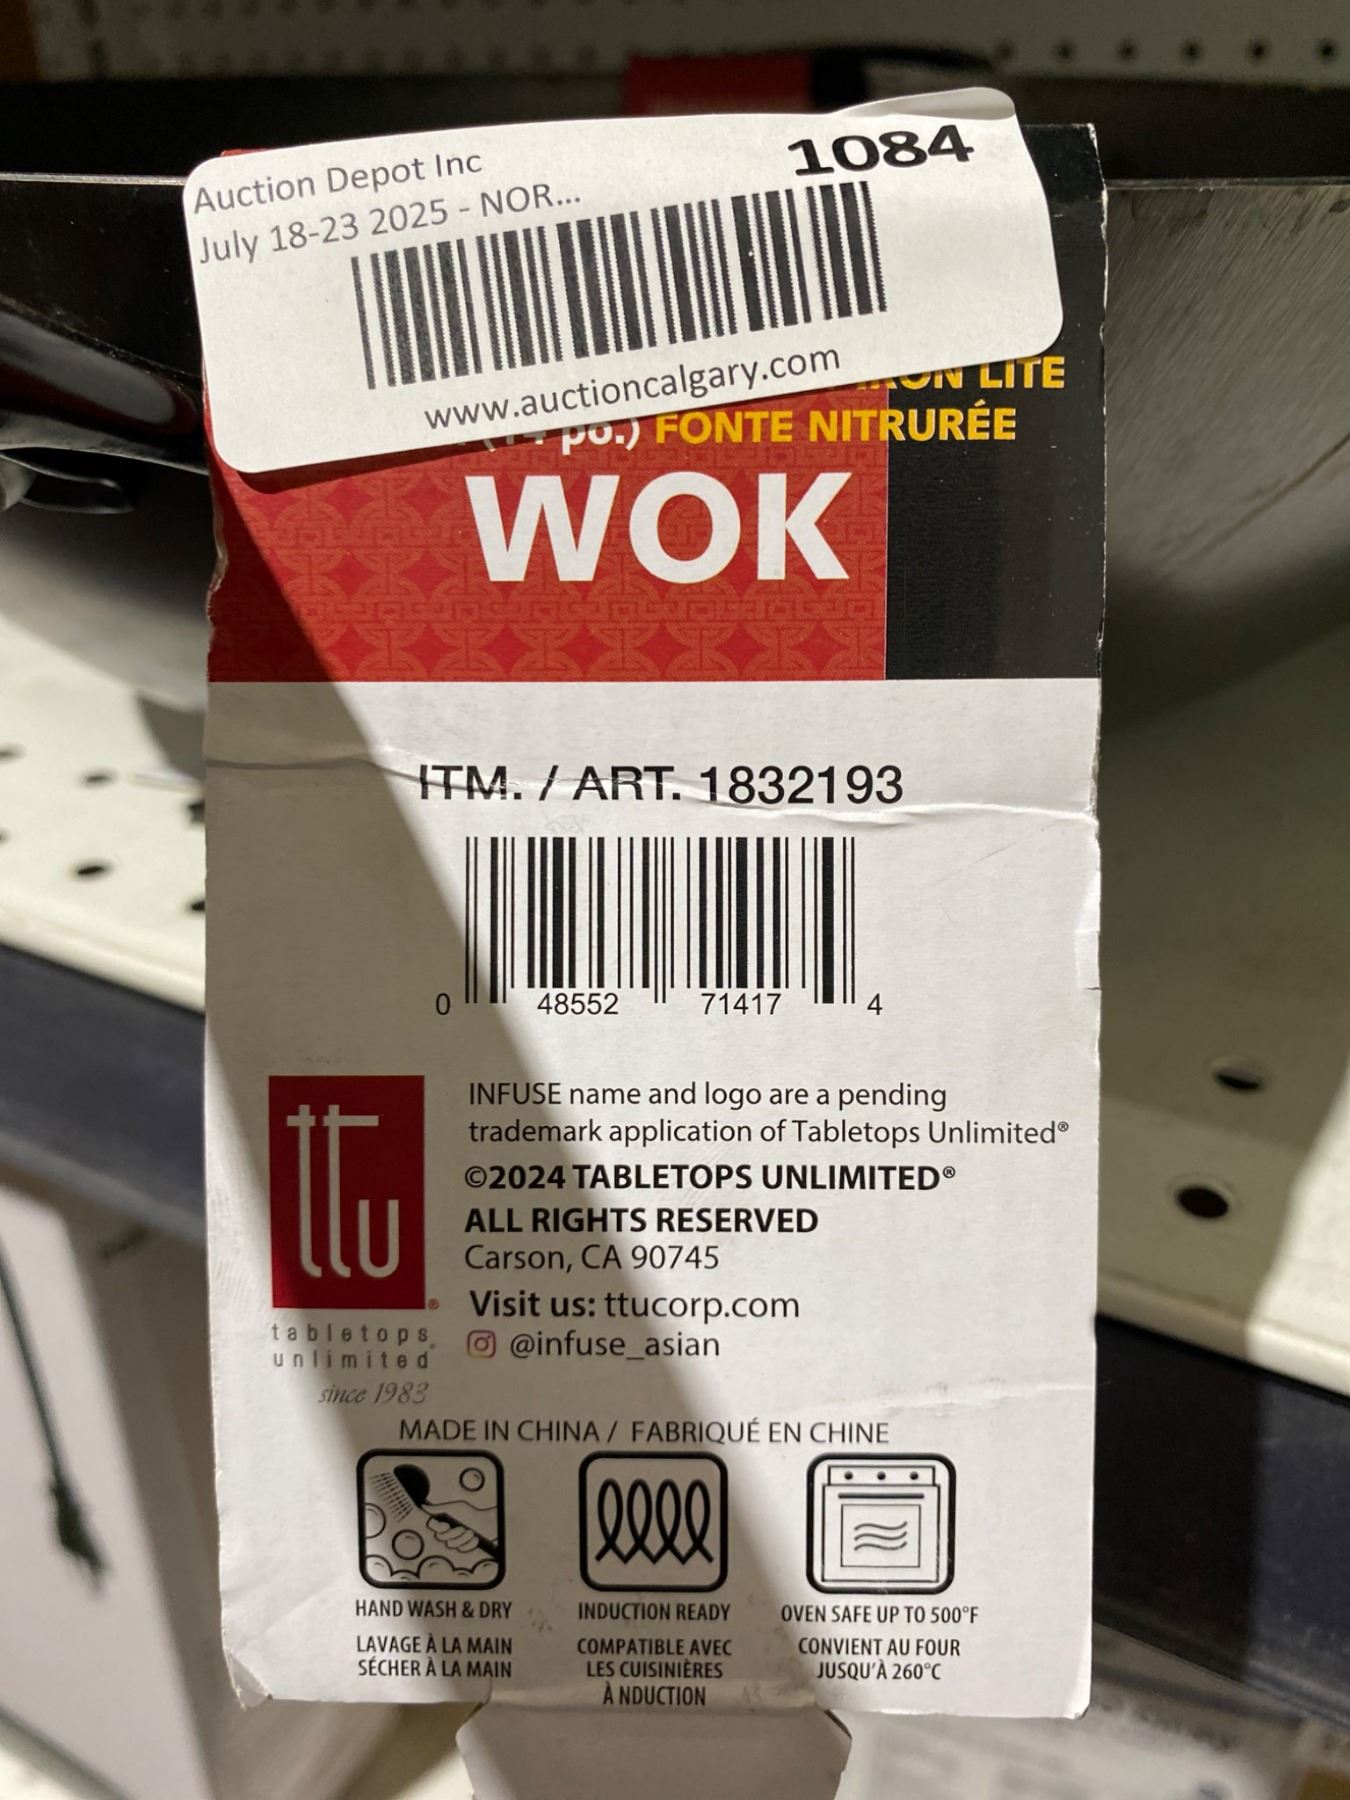 Auction Depot Inc
1084
July 18-23 2025 - NOR...
www.auctioncalgary.com
LITE
po.) FONTE NITRURÉE
WOK
ITM. / ART. 1832193
0 48552 71417 4
ttu
INFUSE name and logo are a pending
trademark application of Tabletops Unlimited®
©2024 TABLETOPS UNLIMITED®
ALL RIGHTS RESERVED
Carson, CA 90745
Visit us: ttucorp.com
@infuse_asian
tabletops
unlimited®
since 1983
MADE IN CHINA / FABRIQUÉ EN CHINE
HAND WASH & DRY
LAVAGE À LA MAIN
SÉCHER À LA MAIN
INDUCTION READY
COMPATIBLE AVEC
LES CUISINIÈRES
À NDUCTION
OVEN SAFE UP TO 500°F
CONVIENT AU FOUR
JUSQU'À 260°C